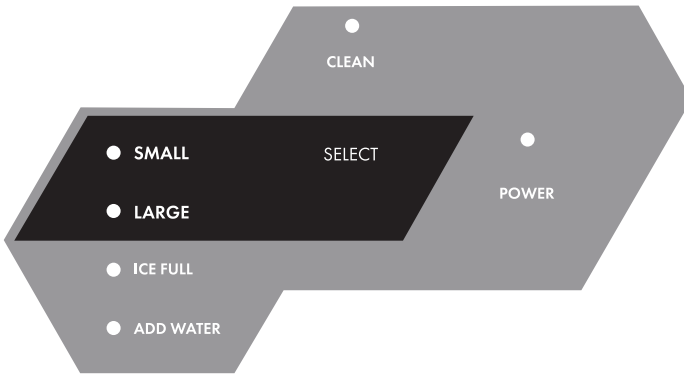 CLEAN
SMALL
SELECT
POWER
LARGE
ICE FULL
ADD WATER